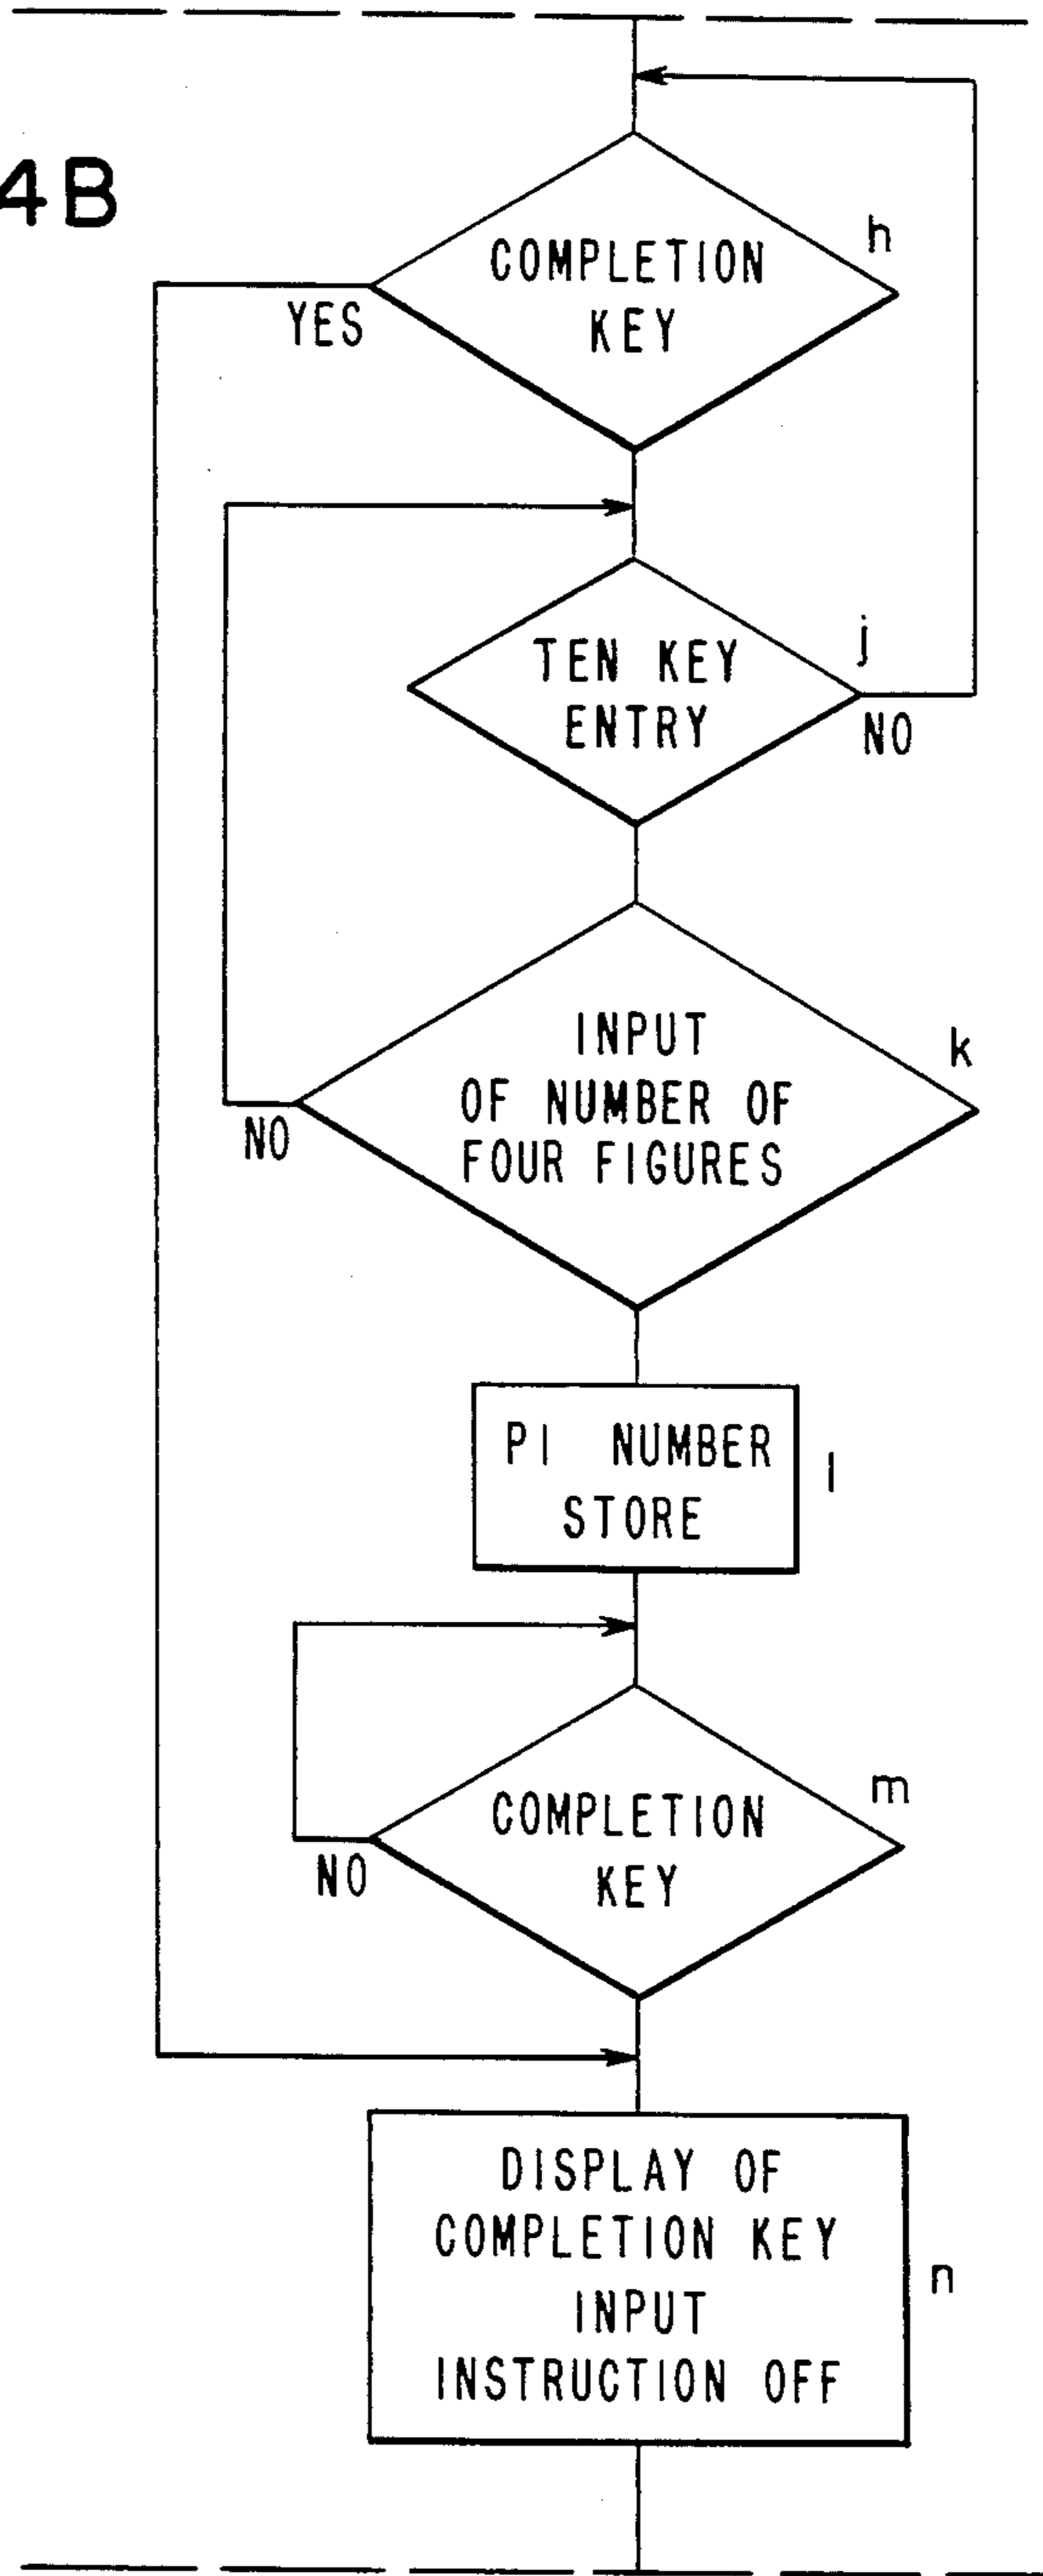 4B
COMPLETION
KEY
h
YES
TEN KEY
ENTRY
j
NO
INPUT
OF NUMBER OF
FOUR FIGURES
k
NO
PI NUMBER
STORE
l
COMPLETION
KEY
m
NO
DISPLAY OF
COMPLETION KEY
INPUT
INSTRUCTION OFF
n